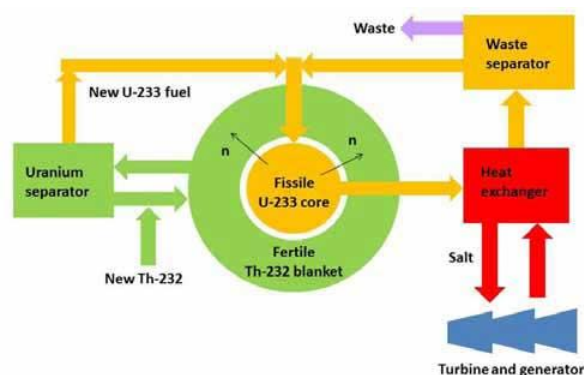 Waste
Waste
separator
New U-233 fuel
n
n
Uranium
separator
Fissile
U-233 core
Heat
exchanger
Fertile
Th-232 blanket
New Th-232
Salt
Turbine and generator